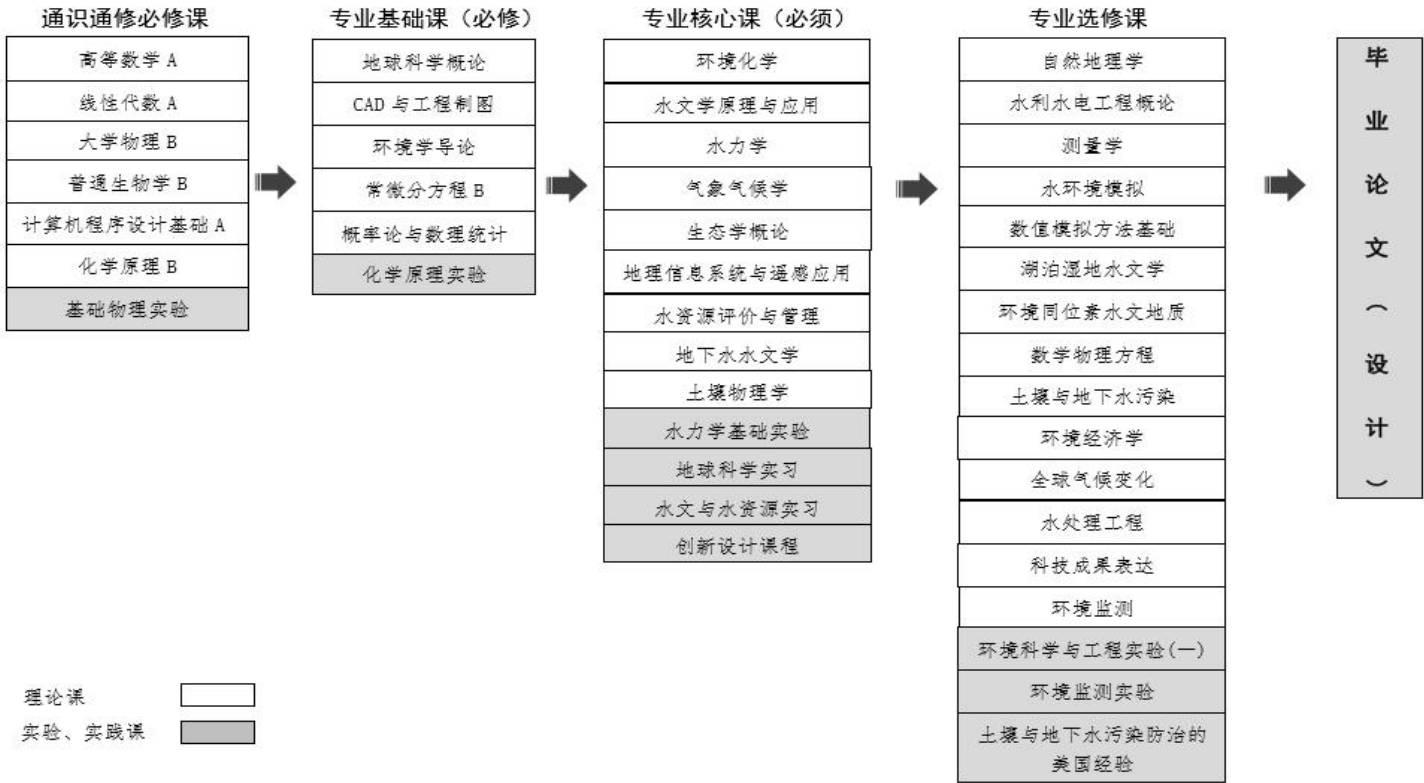 通识通修必修课
高等数学 A
线性代数 A
大学物理 B
普通生物学 B
计算机程序设计基础 A
化学原理 B
基础物理实验
专业基础课（必修）
地球科学概论
CAD 与工程制图
环境学导论
常微分方程 B
概率论与数理统计
化学原理实验
专业核心课（必须）
环境化学
水文学原理与应用
水力学
气象气候学
生态学概论
地理信息系统与遥感应用
水资源评价与管理
地下水水文学
土壤物理学
水力学基础实验
地球科学实习
水文与水资源实习
创新设计课程
专业选修课
自然地理学
水利水电工程概论
测量学
水环境模拟
数值模拟方法基础
湖泊湿地水文学
环境同位素水文地质
数学物理方程
土壤与地下水污染
环境经济学
全球气候变化
水处理工程
科技成果表达
环境监测
环境科学与工程实验(一)
环境监测实验
土壤与地下水污染防治的
美国经验
毕业论文（设计）
理论课
实验、实践课